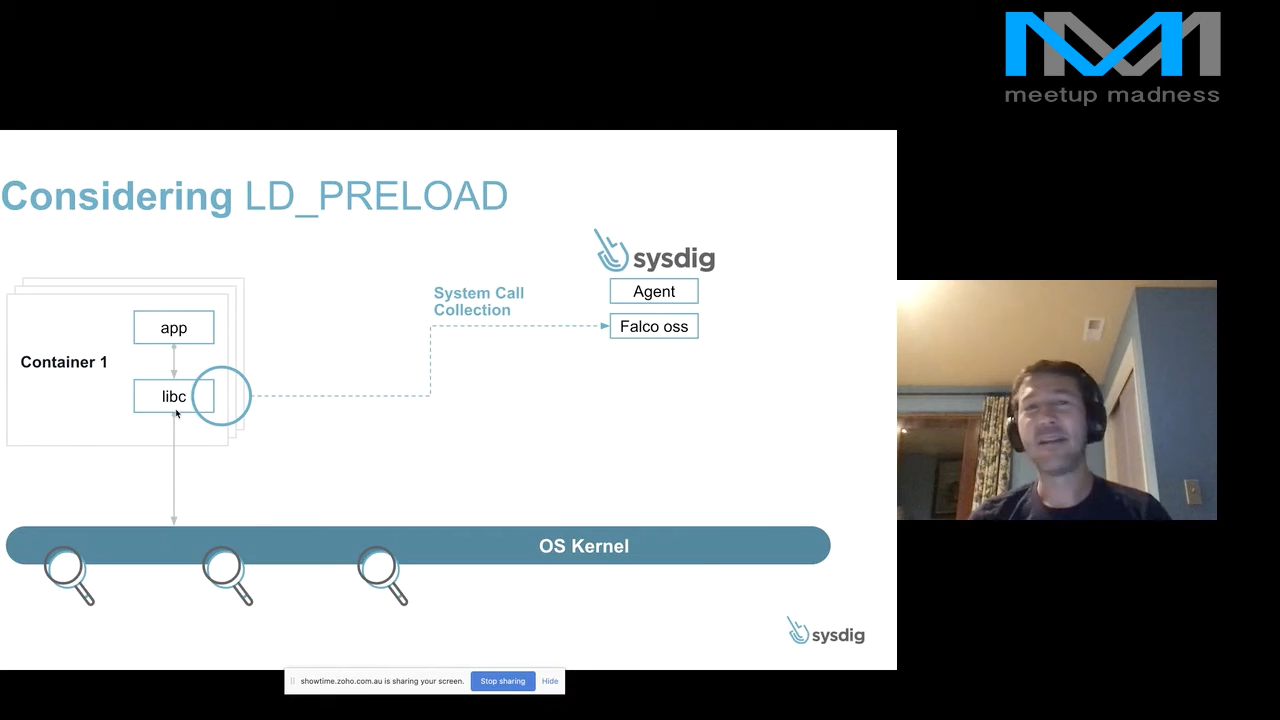 meetup madness
Considering LD_PRELOAD
sysdig
System Call
Collection
Agent
Falco oss
app
Container 1
libc
OS Kernel
sysdig
showtime.zoho.com.au is sharing your screen.
Stop sharing
Hide